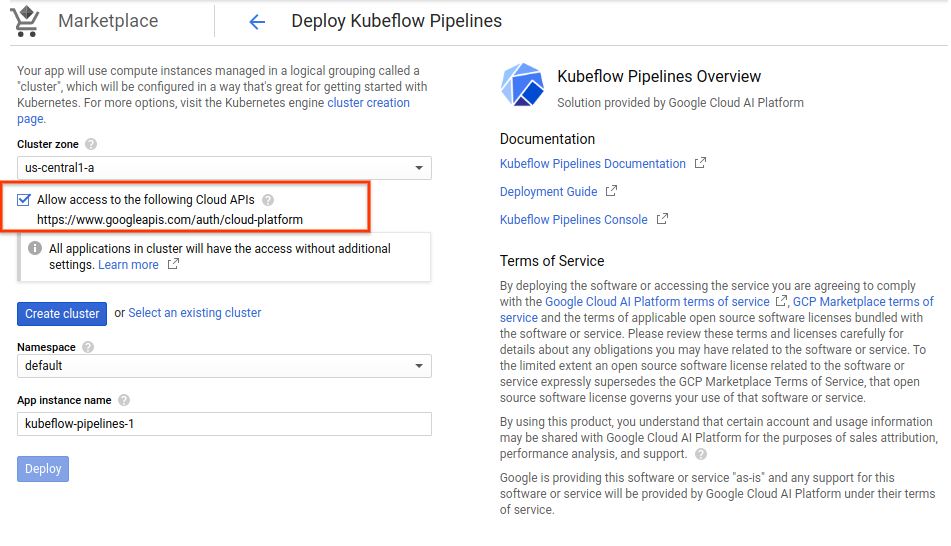 Marketplace
Deploy Kubeflow Pipelines
Your app will use compute instances managed in a logical grouping called a
"cluster", which will be configured in a way that's great for getting started with
Kubernetes. For more options, visit the Kubernetes engine cluster creation
page.
Cluster zone ?
us-central1-a
Allow access to the following Cloud APIs ?
https://www.googleapis.com/auth/cloud-platform
All applications in cluster will have the access without additional
settings. Learn more
Create cluster or Select an existing cluster
Namespace ?
default
App instance name ?
kubeflow-pipelines-1
Deploy
Kubeflow Pipelines Overview
Solution provided by Google Cloud AI Platform
Documentation
Kubeflow Pipelines Documentation
Deployment Guide
Kubeflow Pipelines Console
Terms of Service
By deploying the software or accessing the service you are agreeing to comply
with the Google Cloud AI Platform terms of service , GCP Marketplace terms of
service and the terms of applicable open source software licenses bundled with
the software or service. Please review these terms and licenses carefully for
details about any obligations you may have related to the software or service. To
the limited extent an open source software license related to the software or
service expressly supersedes the GCP Marketplace Terms of Service, that open
source software license governs your use of that software or service.
By using this product, you understand that certain account and usage information
may be shared with Google Cloud AI Platform for the purposes of sales attribution,
performance analysis, and support. ?
Google is providing this software or service "as-is" and any support for this
software or service will be provided by Google Cloud AI Platform under their terms
of service.